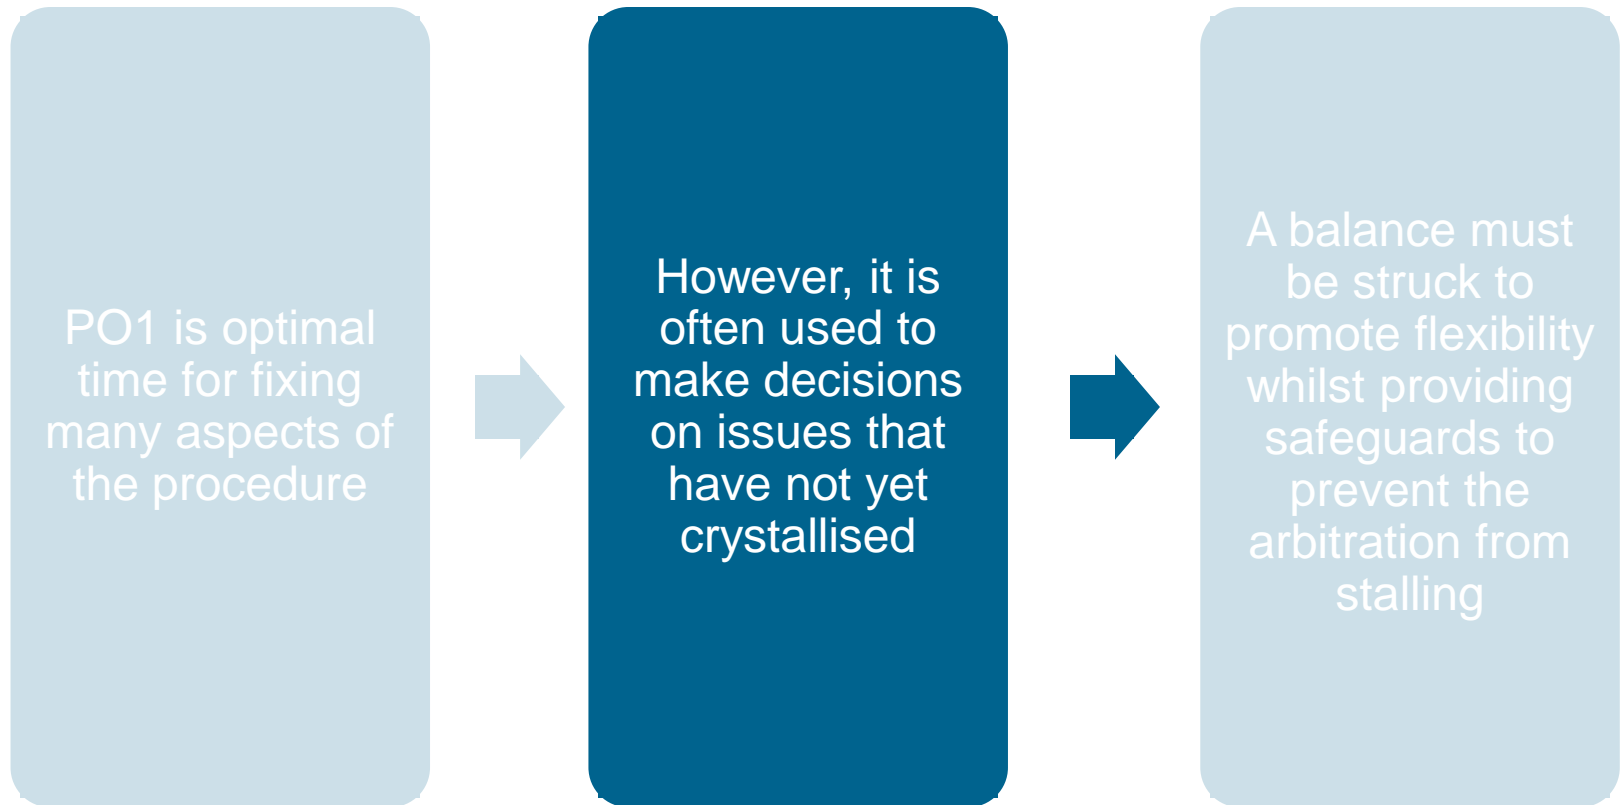 PO1 is optimal
time for fixing
many aspects of
the procedure
However, it is
often used to
make decisions
on issues that
have not yet
crystallised
A balance must
be struck to
promote flexibility
whilst providing
safeguards to
prevent the
arbitration from
stalling